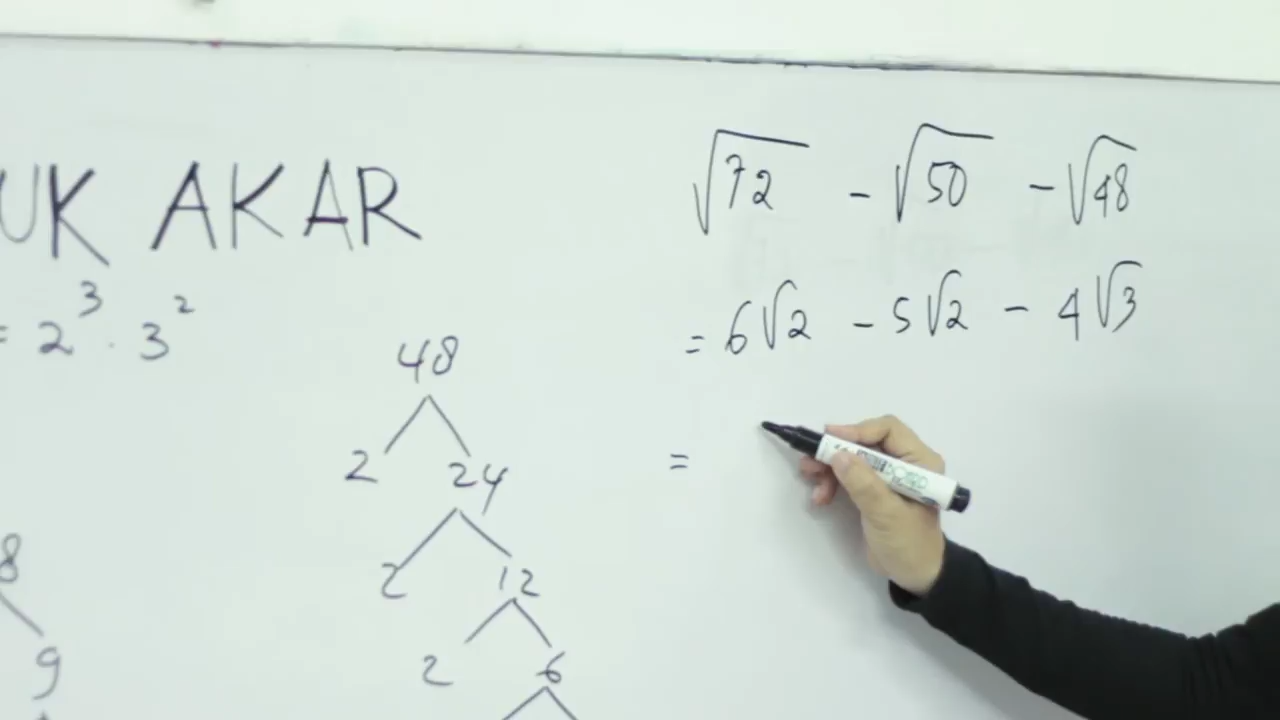 UK AKAR
= 2³ . 3²
48
2 24
2 12
2 6
8
9
√72 - √50 - √48
= 6√2 - 5√2 - 4√3
=